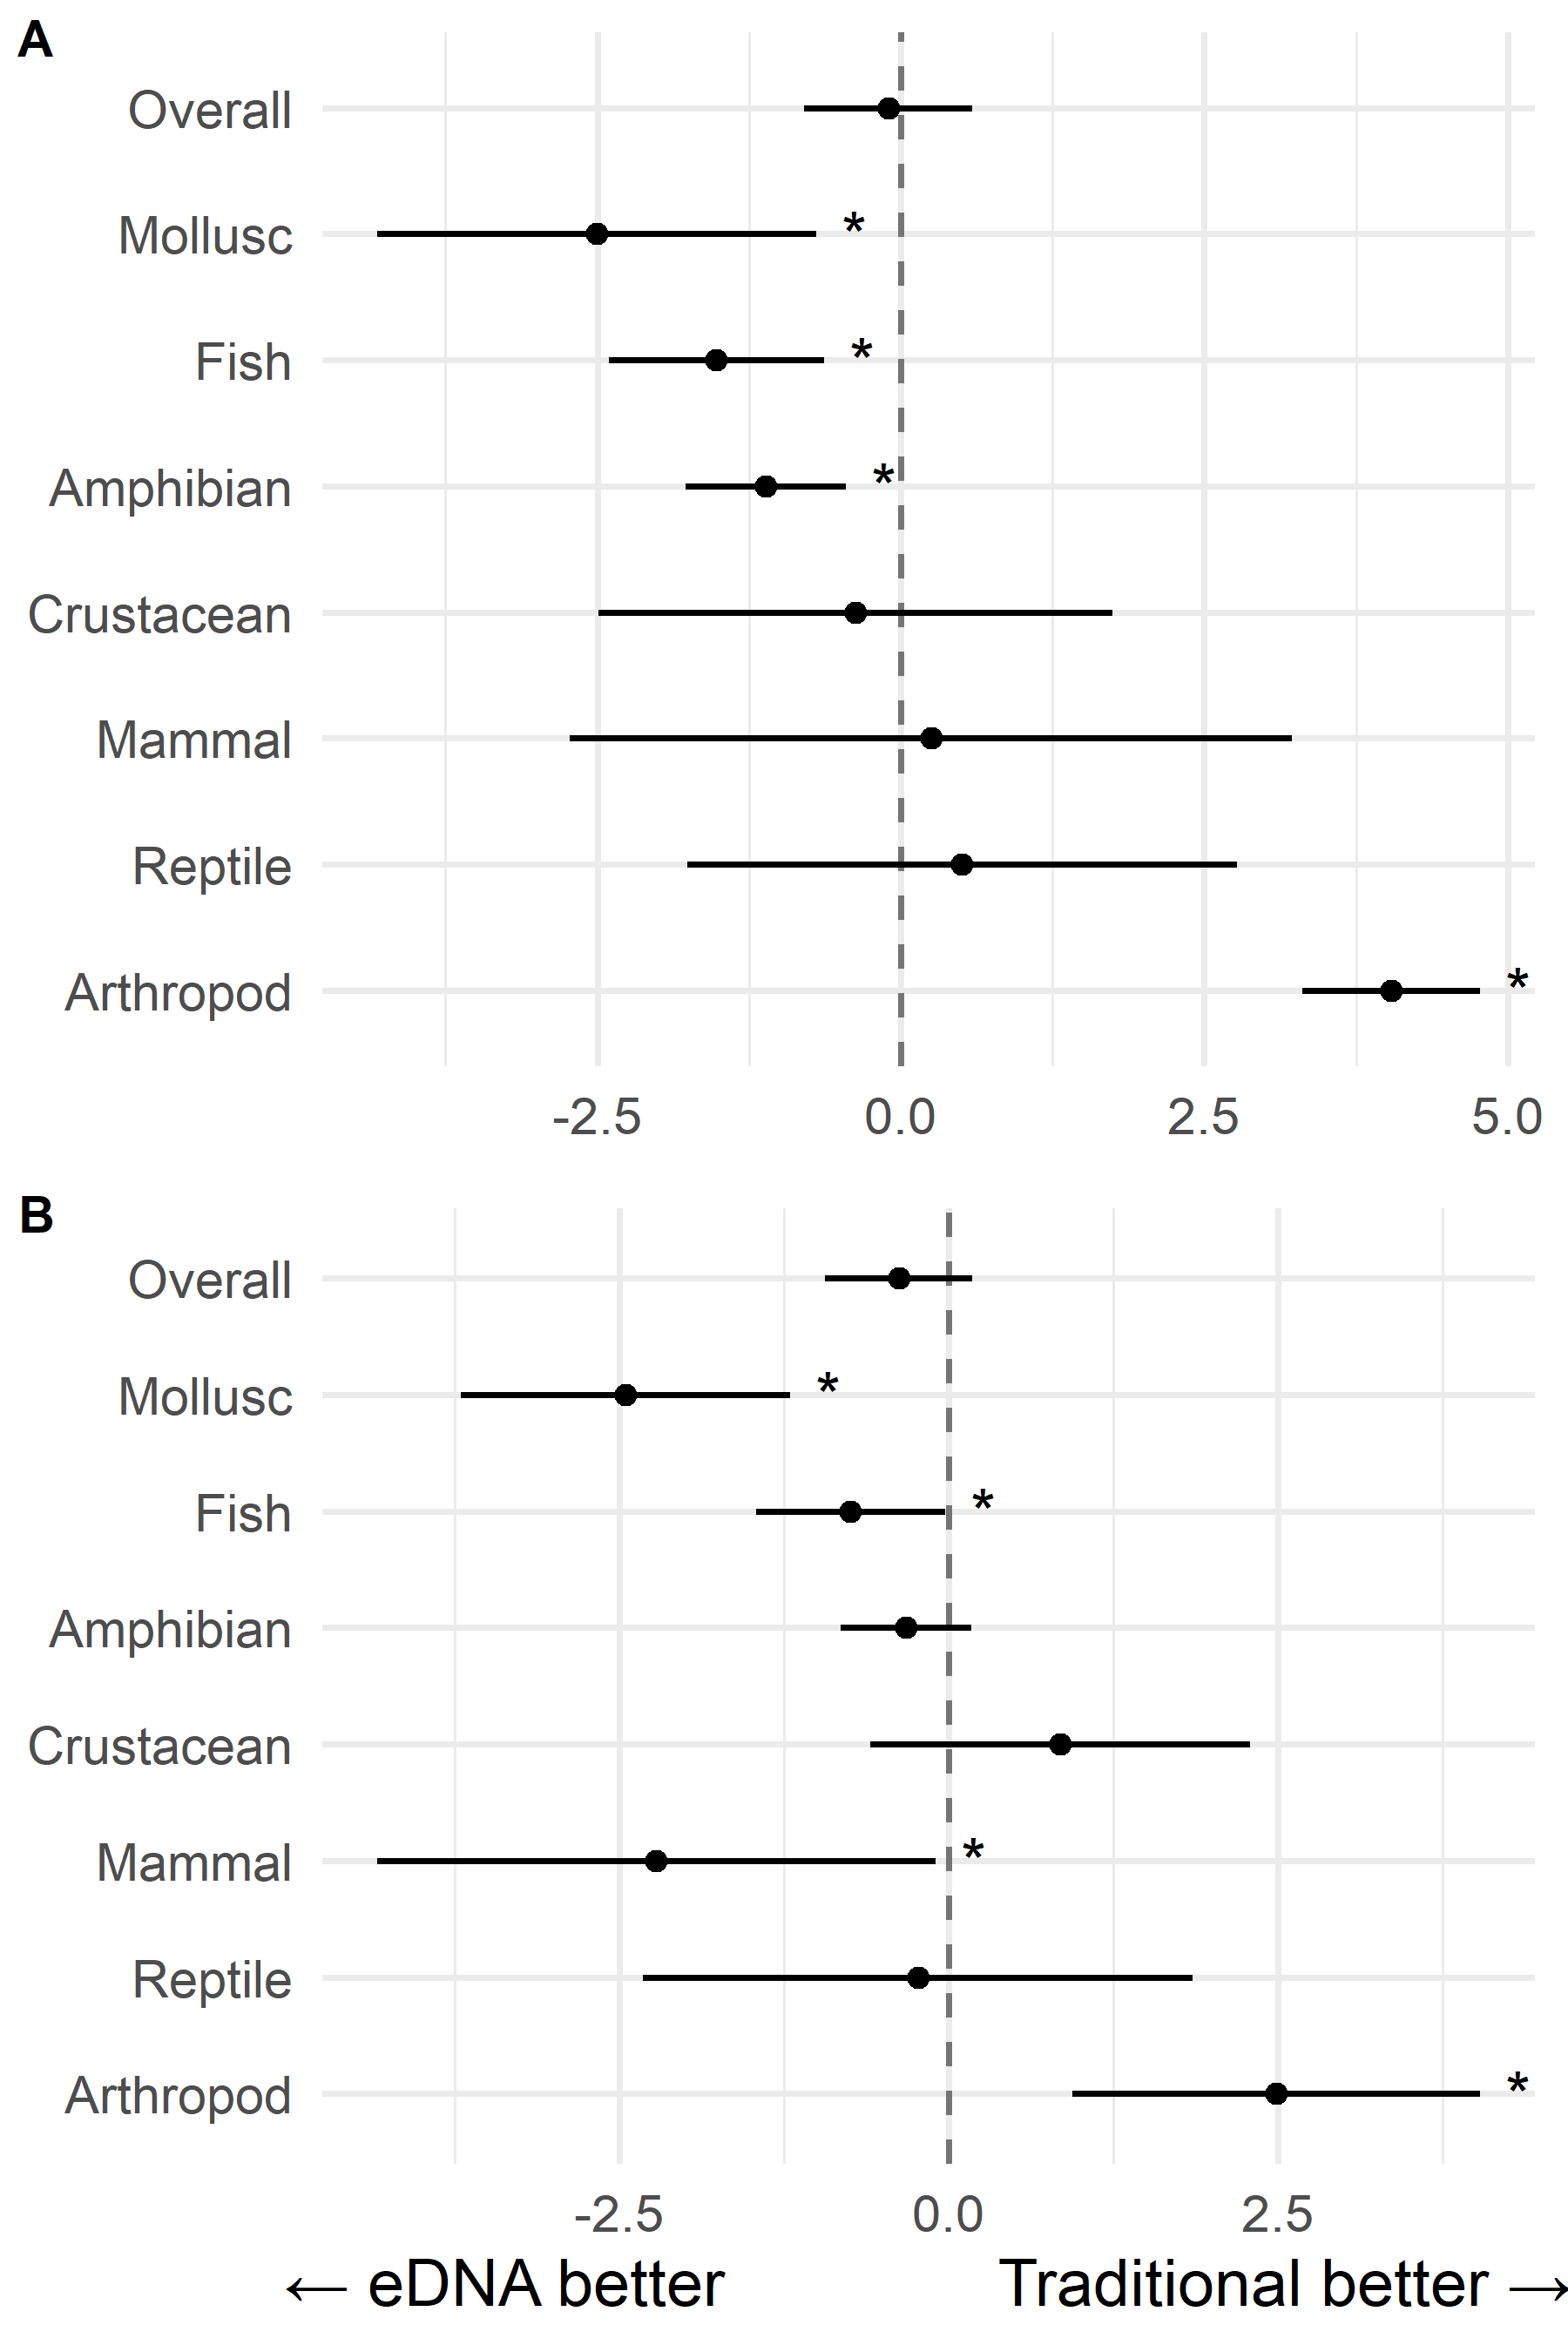 A
Overall
Mollusc *
Fish *
Amphibian *
Crustacean
Mammal
Reptile
Arthropod *
-2.5 0.0 2.5 5.0
B
Overall
Mollusc *
Fish *
Amphibian
Crustacean
Mammal *
Reptile
Arthropod *
-2.5 0.0 2.5
← eDNA better Traditional better →